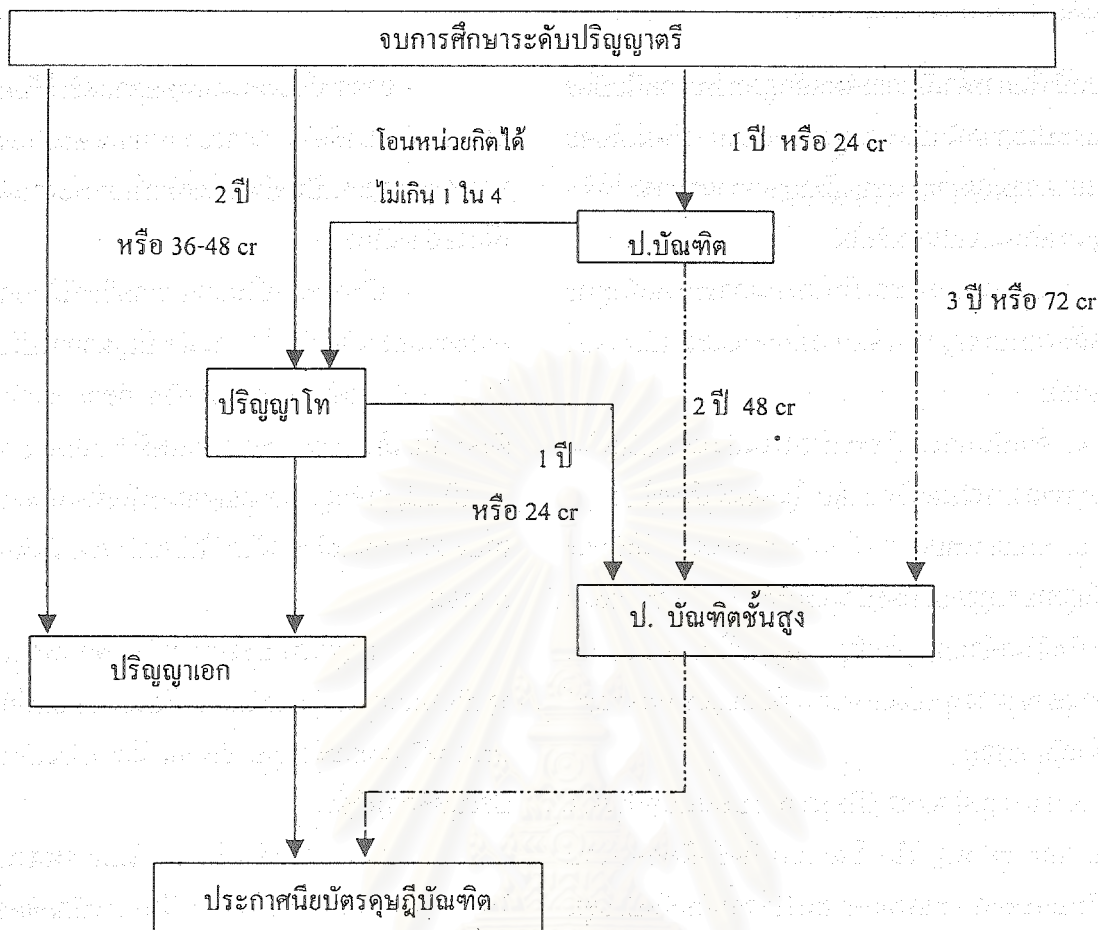 จบการศึกษาระดับปริญญาตรี
โอนหน่วยกิตได้
ไม่เกิน 1 ใน 4
1 ปี หรือ 24 cr
2 ปี
หรือ 36-48 cr
ป.บัณฑิต
3 ปี หรือ 72 cr
ปริญญาโท
2 ปี 48 cr
1 ปี
หรือ 24 cr
ป. บัณฑิตชั้นสูง
ปริญญาเอก
ประกาศนียบัตรดุษฎีบัณฑิต